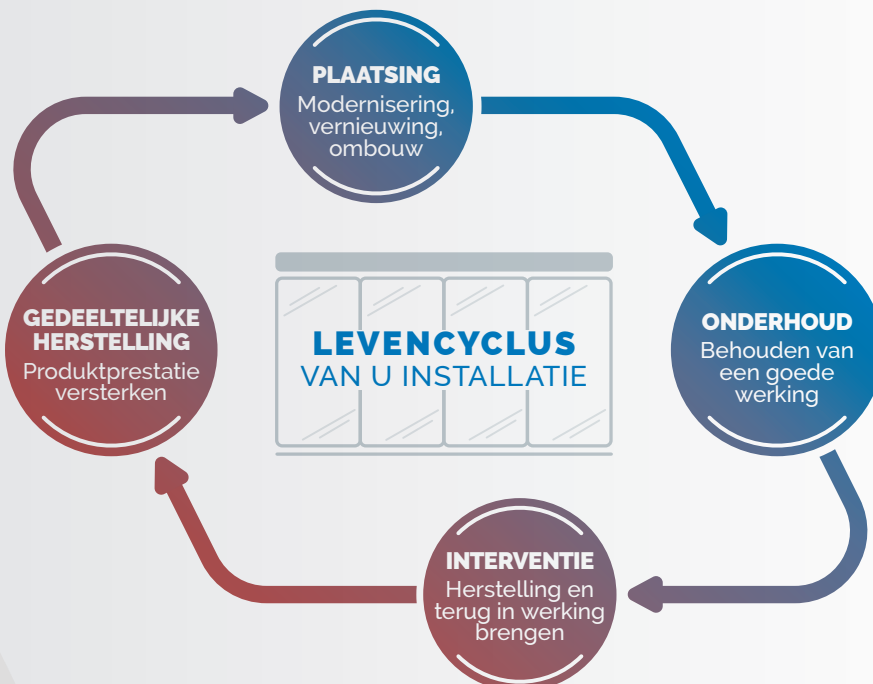 PLAATSING
Modernisering,
vernieuwing,
ombouw
GEDEELTELIJKE
HERSTELLING
Produktprestatie
versterken
LEVENCYCLUS
VAN U INSTALLATIE
ONDERHOUD
Behouden van
een goede
werking
INTERVENTIE
Herstelling en
terug in werking
brengen